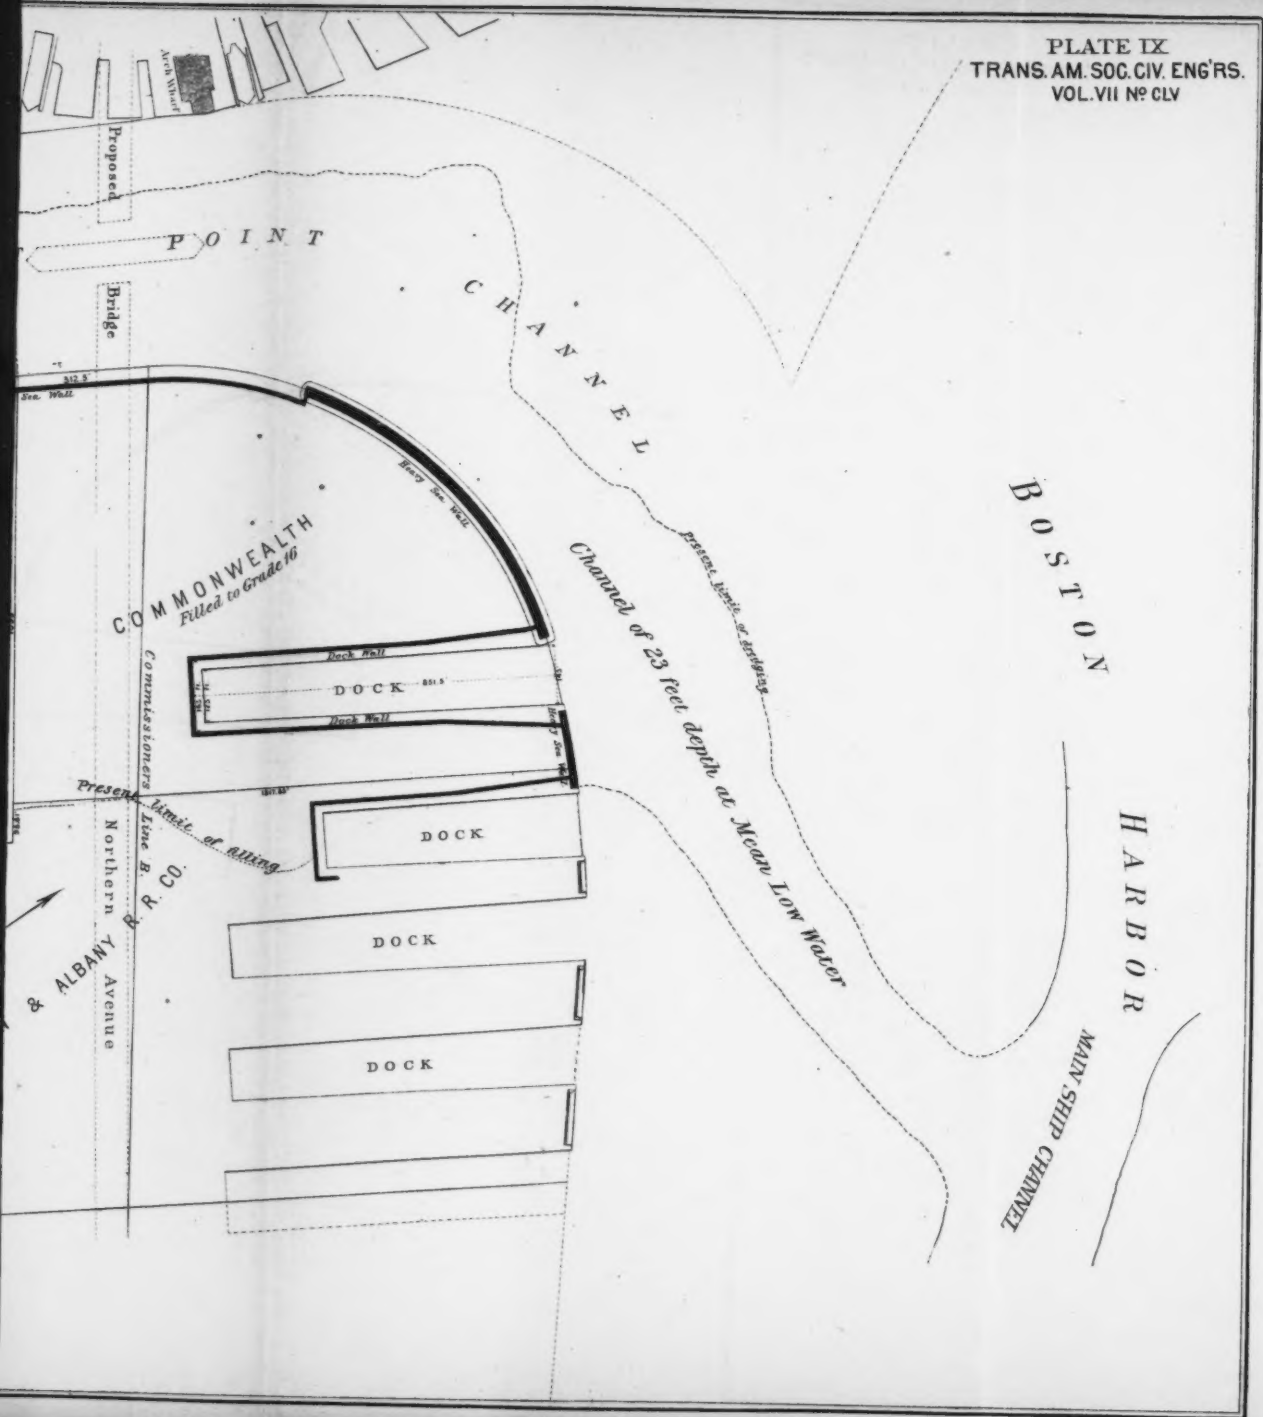 PLATE IX
TRANS. AM. SOC. CIV. ENG'RS.
VOL. VII Nº CLV
Arch Wharf
Proposed
Bridge
POINT
CHANNEL
512.5
Sea Wall
Heavy Sea Wall
COMMONWEALTH
Filled to Grade 16
Channel of 23 feet depth at Mean Low Water
present limit of dredging
BOSTON
HARBOR
MAIN SHIP CHANNEL
Commissioners Line B.
Dock Wall
DOCK
851.5
Dock Wall
Heavy Sea Wall
Present limit of filling
DOCK
Northern Avenue
& ALBANY R. R. CO.
DOCK
DOCK